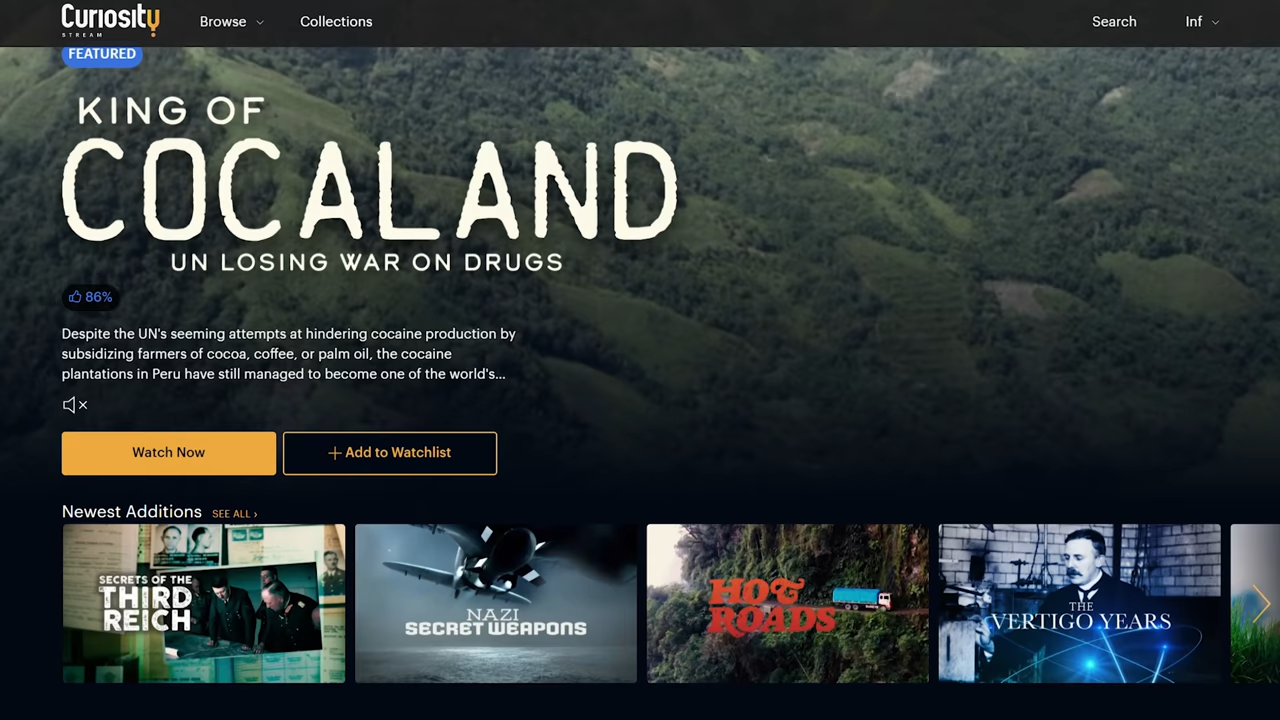 Curiosity
STREAM
Browse
Collections
Search
Inf
FEATURED
KING OF
COCALAND
UN LOSING WAR ON DRUGS
86%
Despite the UN's seeming attempts at hindering cocaine production by
subsidizing farmers of cocoa, coffee, or palm oil, the cocaine
plantations in Peru have still managed to become one of the world's...
Watch Now
+ Add to Watchlist
Newest Additions SEE ALL ›
SECRETS OF THE
THIRD
REICH
NAZI
SECRET WEAPONS
ROADS
THE
VERTIGO YEARS